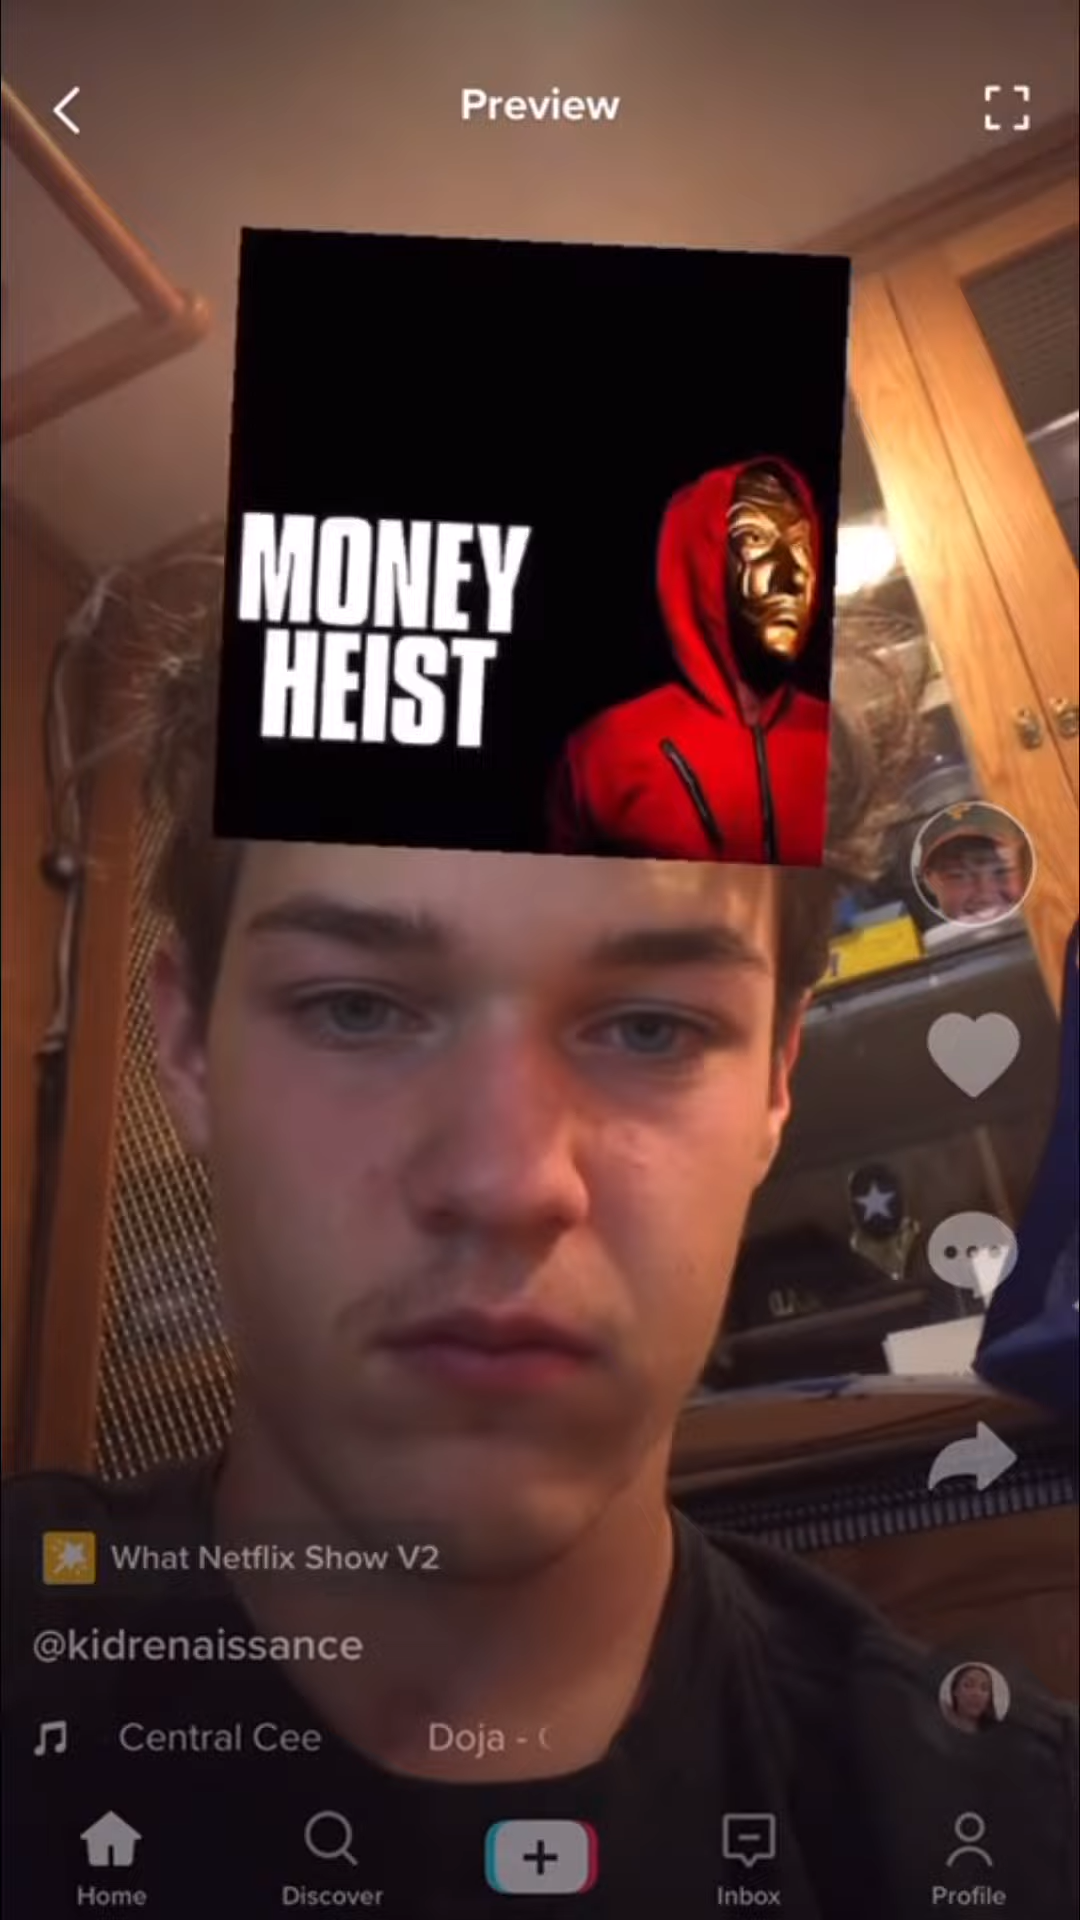 Preview
MONEY
HEIST
What Netflix Show V2
@kidrenaissance
Central Cee Doja - 
Home
Discover
Inbox
Profile